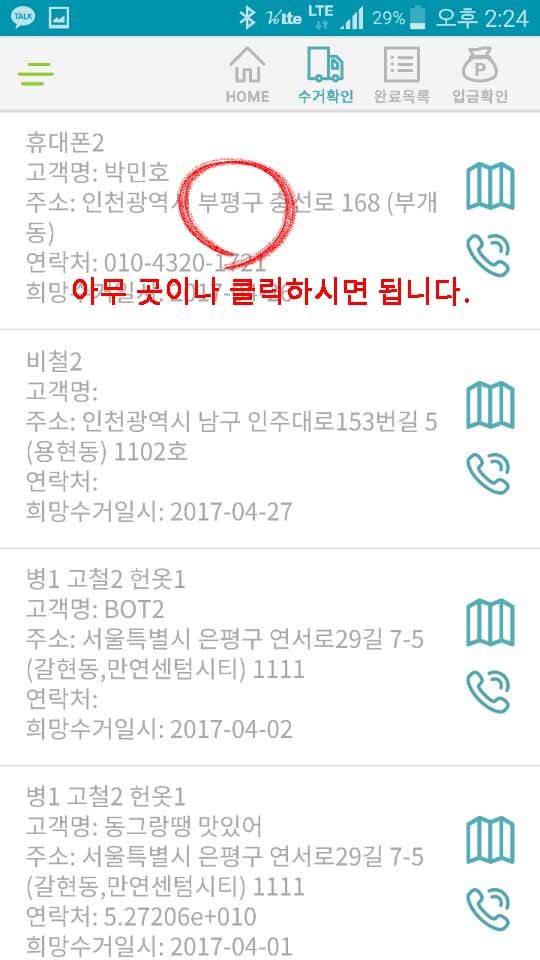 TALK
Volte LTE 29% 오후 2:24
HOME 수거확인 완료목록 입금확인
휴대폰2
고객명: 박민호
주소: 인천광역시 부평구 충선로 168 (부개
동)
연락처: 010-4320-1721
아무 곳이나 클릭하시면 됩니다.
희망수거일시: 2017-04-26
비철2
고객명:
주소: 인천광역시 남구 인주대로153번길 5
(용현동) 1102호
연락처:
희망수거일시: 2017-04-27
병1 고철2 헌옷1
고객명: BOT2
주소: 서울특별시 은평구 연서로29길 7-5
(갈현동,만연센텀시티) 1111
연락처:
희망수거일시: 2017-04-02
병1 고철2 헌옷1
고객명: 동그랑땡 맛있어
주소: 서울특별시 은평구 연서로29길 7-5
(갈현동,만연센텀시티) 1111
연락처: 5.27206e+010
희망수거일시: 2017-04-01